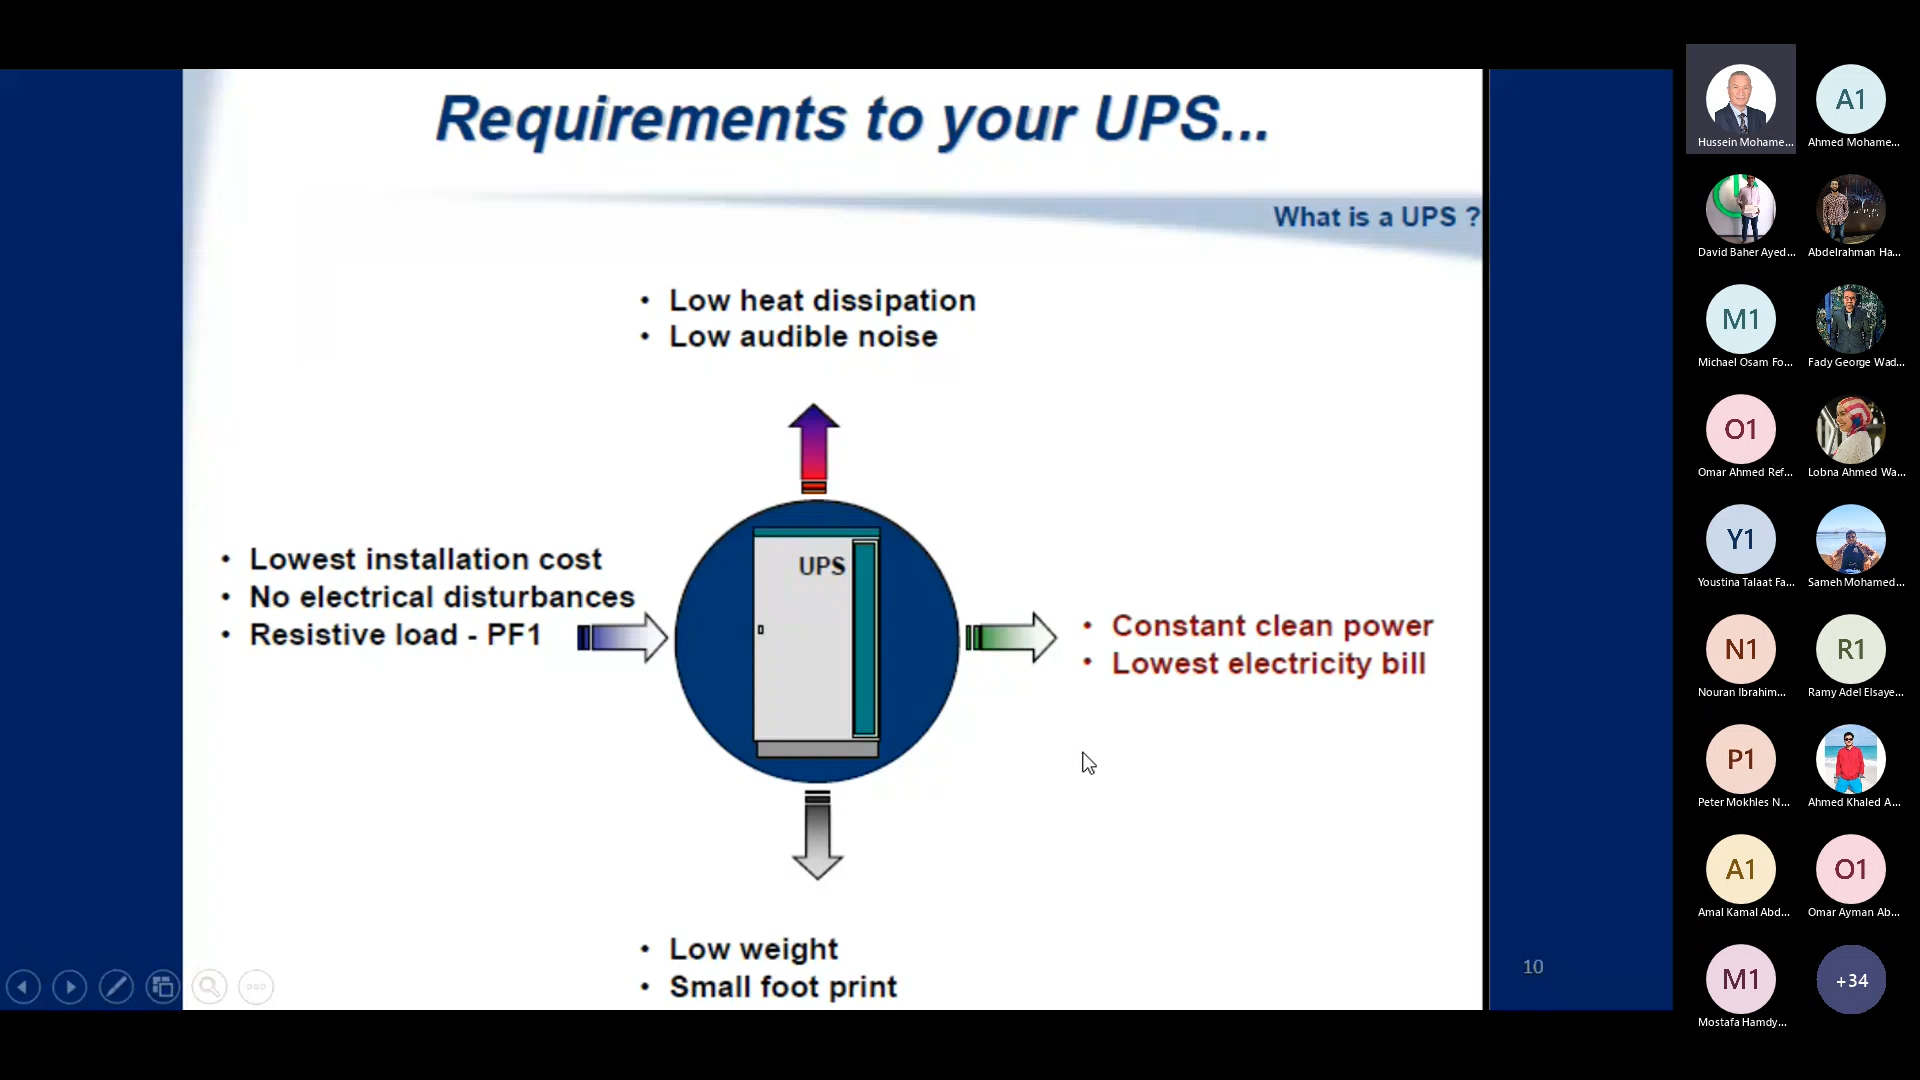 Requirements to your UPS...
What is a UPS ?
• Low heat dissipation
• Low audible noise
• Lowest installation cost
• No electrical disturbances
• Resistive load - PF1
UPS
• Constant clean power
• Lowest electricity bill
• Low weight
• Small foot print
10
Hussein Mohame...
A1
Ahmed Mohame...
David Baher Ayed...
Abdelrahman Ha...
M1
Michael Osam Fo...
Fady George Wad...
O1
Omar Ahmed Ref...
Lobna Ahmed Wa...
Y1
Youstina Talaat Fa...
Sameh Mohamed...
N1
Nouran Ibrahim...
R1
Ramy Adel Elsaye...
P1
Peter Mokhles N...
Ahmed Khaled A...
A1
Amal Kamal Abd...
O1
Omar Ayman Ab...
M1
Mostafa Hamdy...
+34